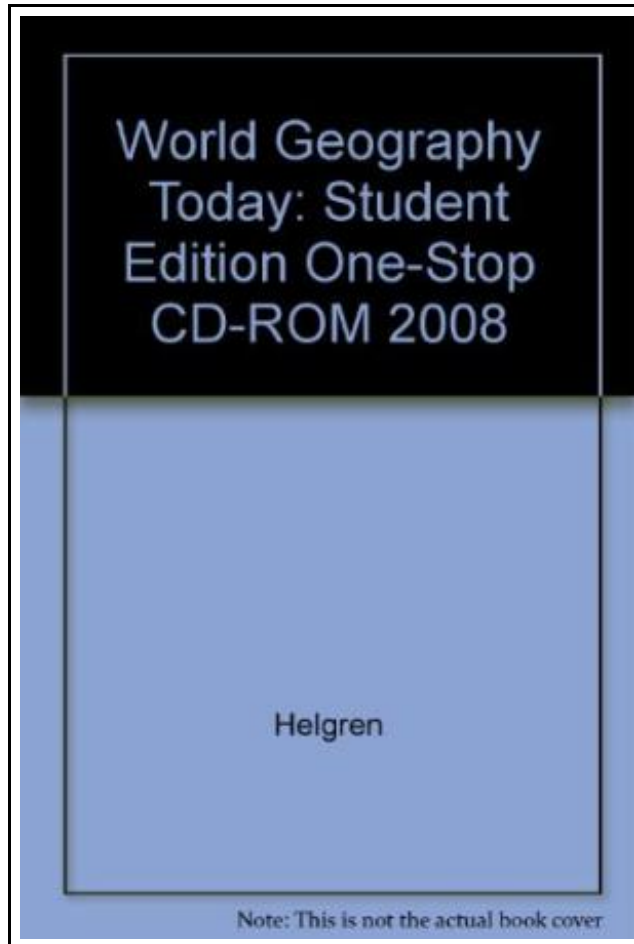 World Geography
Today: Student
Edition One-Stop
CD-ROM 2008
Helgren
Note: This is not the actual book cover